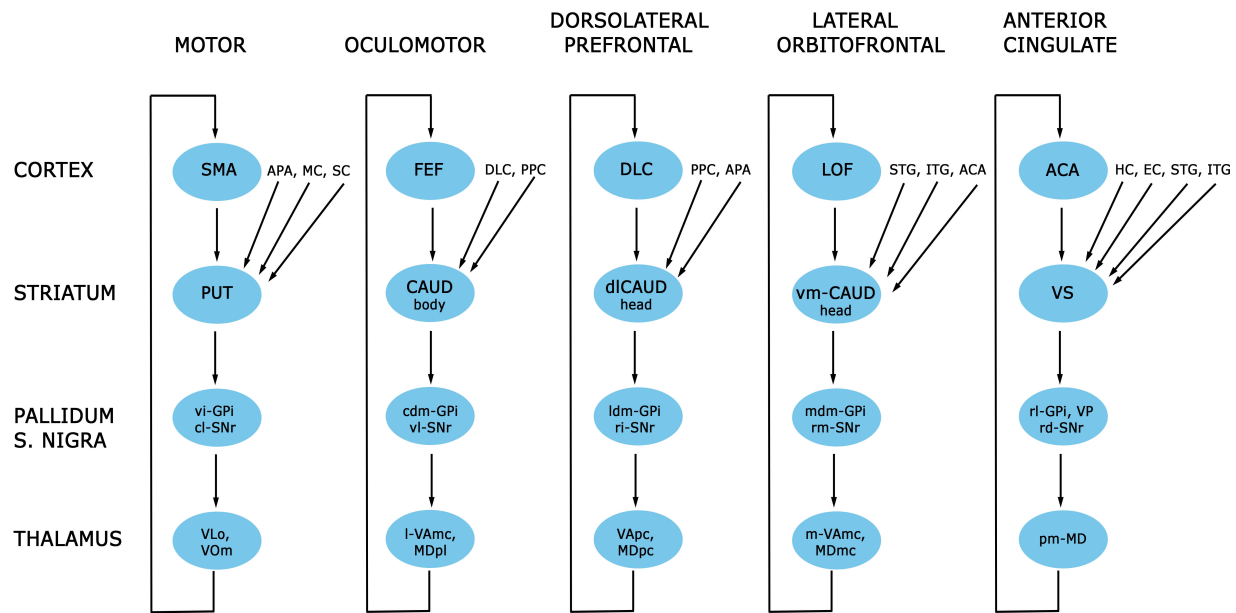 MOTOR
OCULOMOTOR
DORSOLATERAL
PREFRONTAL
LATERAL
ORBITOFRONTAL
ANTERIOR
CINGULATE
CORTEX
SMA
APA, MC, SC
FEF
DLC, PPC
DLC
PPC, APA
LOF
STG, ITG, ACA
ACA
HC, EC, STG, ITG
STRIATUM
PUT
CAUD
body
dlCAUD
head
vm-CAUD
head
VS
PALLIDUM
S. NIGRA
vi-GPi
cl-SNr
cdm-GPi
vl-SNr
ldm-GPi
ri-SNr
mdm-GPi
rm-SNr
rl-GPi, VP
rd-SNr
THALAMUS
VLo,
VOm
l-VAmc,
MDpl
VApc,
MDpc
m-VAmc,
MDmc
pm-MD